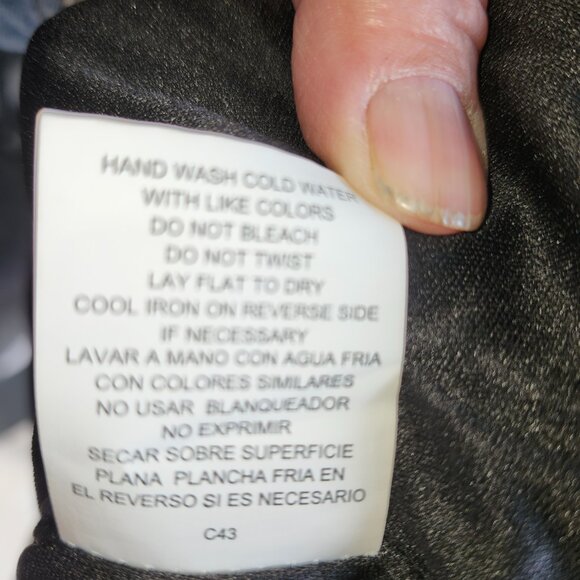 HAND WASH COLD WATER
WITH LIKE COLORS
DO NOT BLEACH
DO NOT TWIST
LAY FLAT TO DRY
COOL IRON ON REVERSE SIDE
IF NECESSARY
LAVAR A MANO CON AGUA FRIA
CON COLORES SIMILARES
NO USAR BLANQUEADOR
NO EXPRIMIR
SECAR SOBRE SUPERFICIE
PLANA PLANCHA FRIA EN
EL REVERSO SI ES NECESARIO
C43